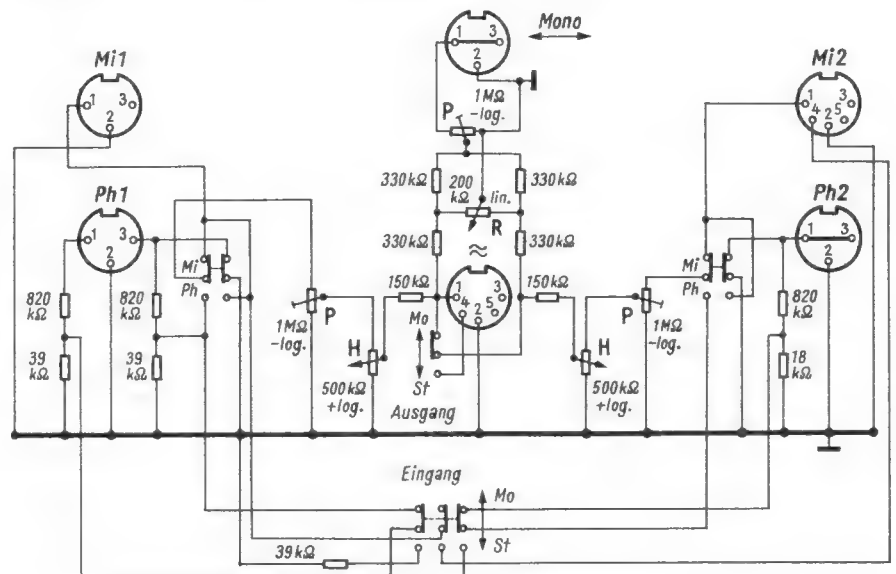 Mono
1 3
2
Mi1
1 3
2
Mi2
1 3
4 2 5
P
1MΩ
-log.
330kΩ
200
kΩ
lin.
330kΩ
R
Ph1
1 3
2
Ph2
1 3
2
330kΩ
≈
330kΩ
Mi
Ph
Mi
Ph
820
kΩ
820
kΩ
150kΩ
1 3
4 2 5
150kΩ
820
kΩ
P
1MΩ
-log.
Mo
P
1MΩ
-log.
39
kΩ
39
kΩ
H
H
18
kΩ
500kΩ
+log.
St
Ausgang
500kΩ
+log.
Eingang
Mo
St
39kΩ